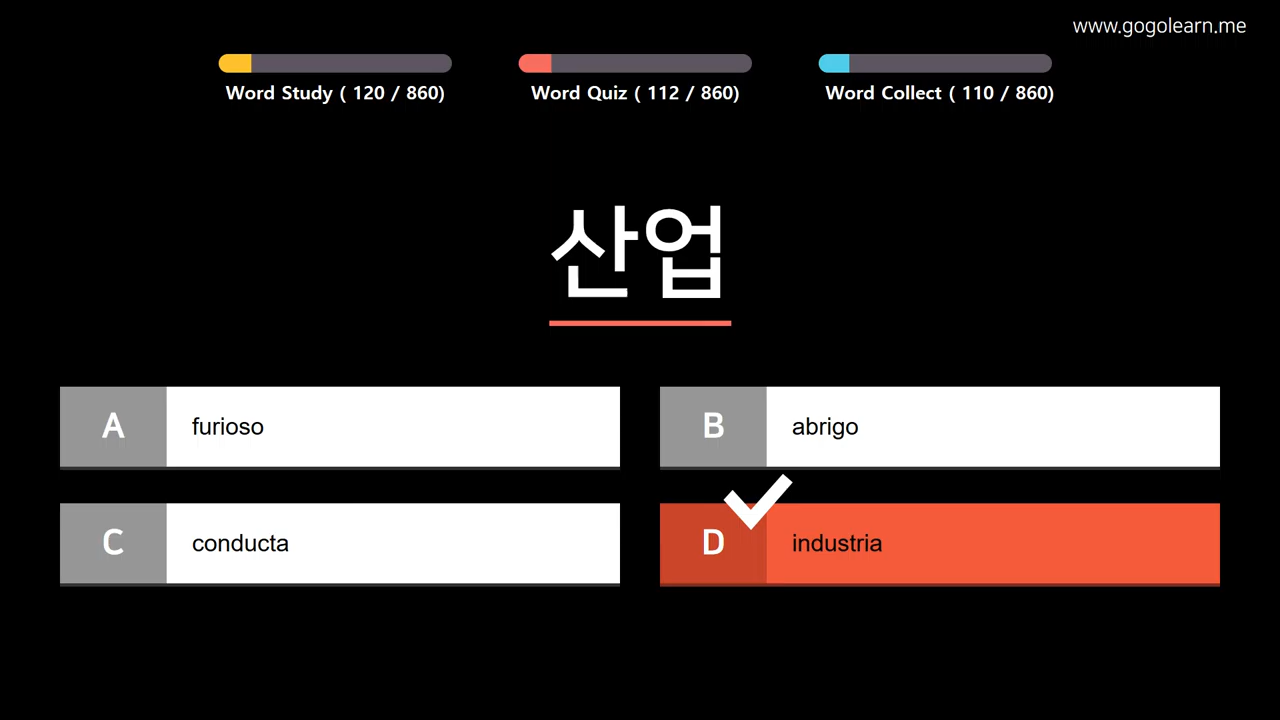 www.gogolearn.me
Word Study ( 120 / 860)
Word Quiz ( 112 / 860)
Word Collect ( 110 / 860)
산업
A furioso
B abrigo
C conducta
D industria